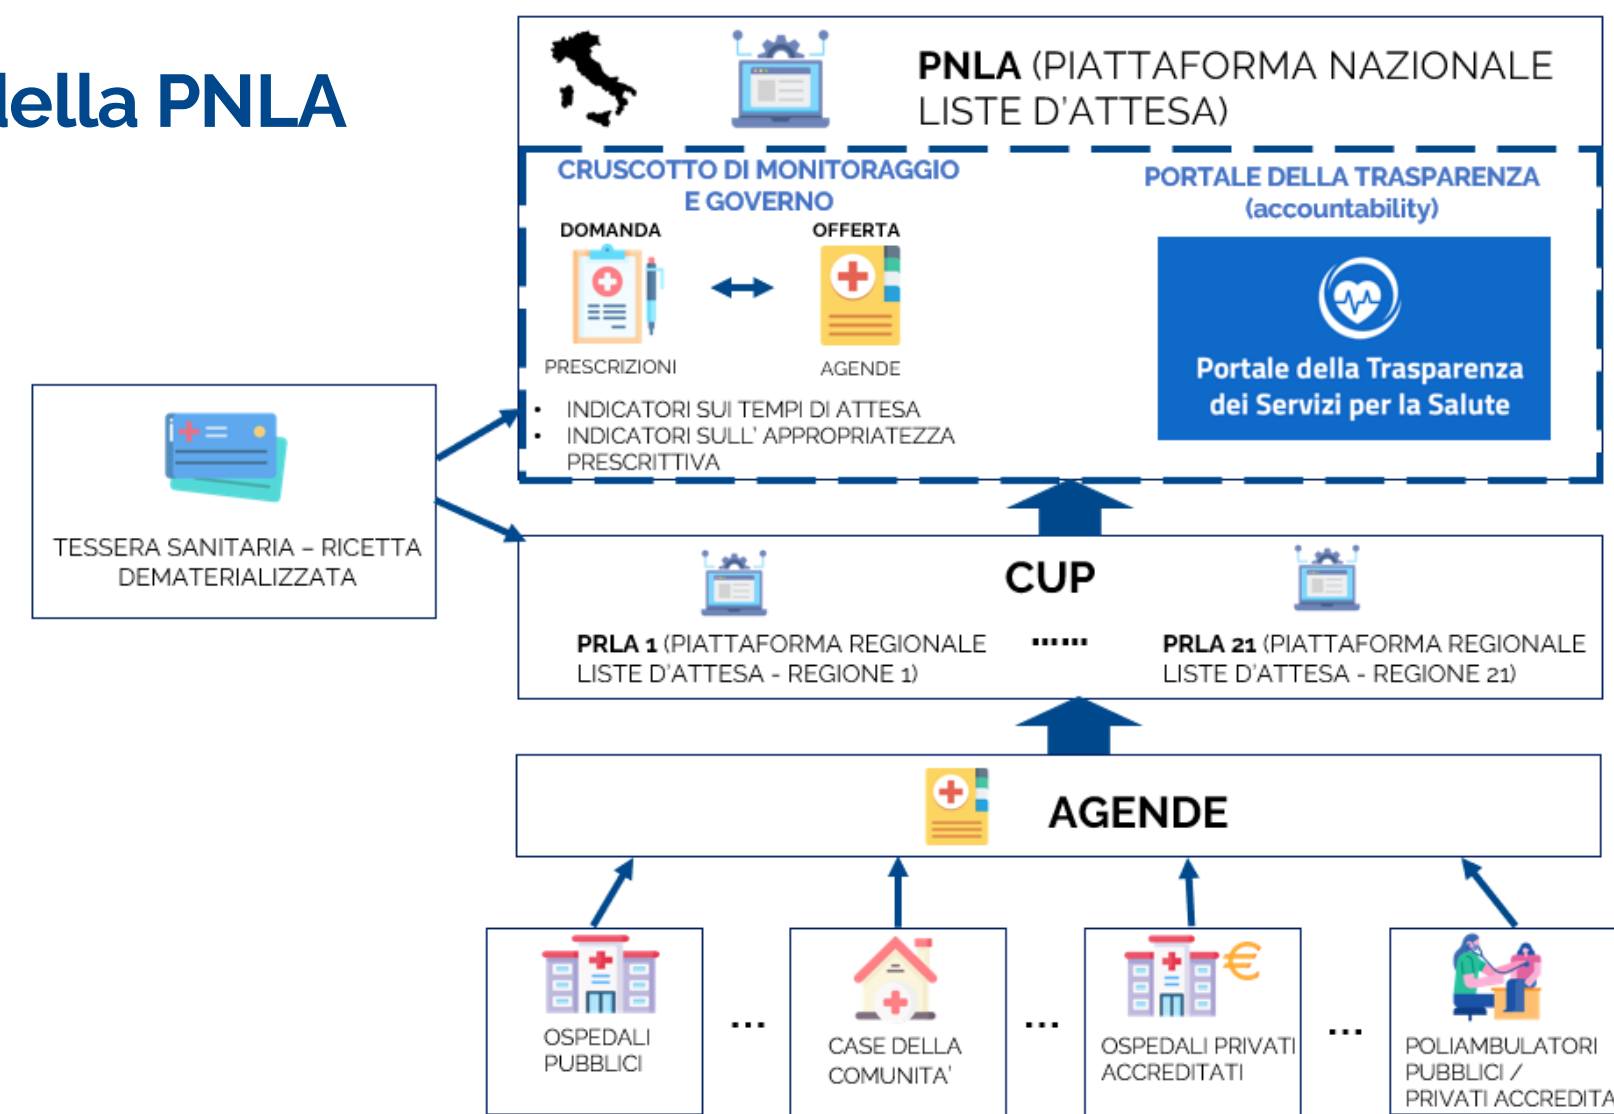 della PNLA
PNLA (PIATTAFORMA NAZIONALE
LISTE D'ATTESA)
CRUSCOTTO DI MONITORAGGIO
E GOVERNO
DOMANDA
OFFERTA
PRESCRIZIONI
AGENDE
• INDICATORI SUI TEMPI DI ATTESA
• INDICATORI SULL' APPROPRIATEZZA
PRESCRITTIVA
PORTALE DELLA TRASPARENZA
(accountability)
Portale della Trasparenza
dei Servizi per la Salute
TESSERA SANITARIA – RICETTA
DEMATERIALIZZATA
CUP
PRLA 1 (PIATTAFORMA REGIONALE
LISTE D'ATTESA - REGIONE 1)
......
PRLA 21 (PIATTAFORMA REGIONALE
LISTE D'ATTESA - REGIONE 21)
AGENDE
OSPEDALI
PUBBLICI
...
CASE DELLA
COMUNITA'
...
€
OSPEDALI PRIVATI
ACCREDITATI
...
POLIAMBULATORI
PUBBLICI /
PRIVATI ACCREDITA